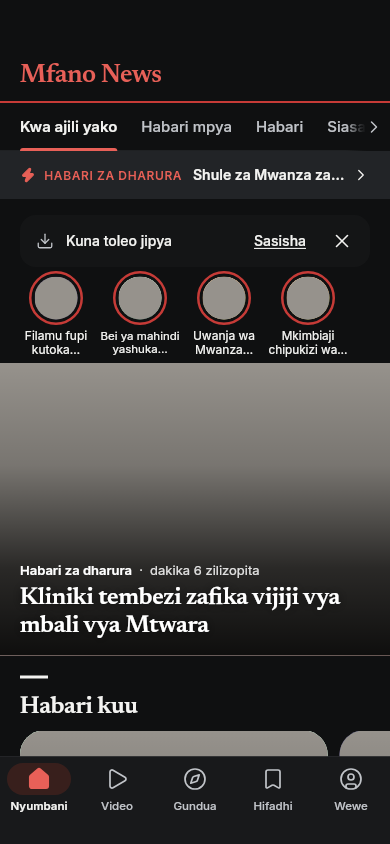 Mfano News
Kwa ajili yako Habari mpya Habari Siasa
HABARI ZA DHARURA Shule za Mwanza za...
Kuna toleo jipya Sasisha
Filamu fupi kutoka...
Bei ya mahindi yashuka...
Uwanja wa Mwanza...
Mkimbiaji chipukizi wa...
Habari za dharura · dakika 6 zilizopita
Kliniki tembezi zafika vijiji vya
mbali vya Mtwara
Habari kuu
Nyumbani Video Gundua Hifadhi Wewe